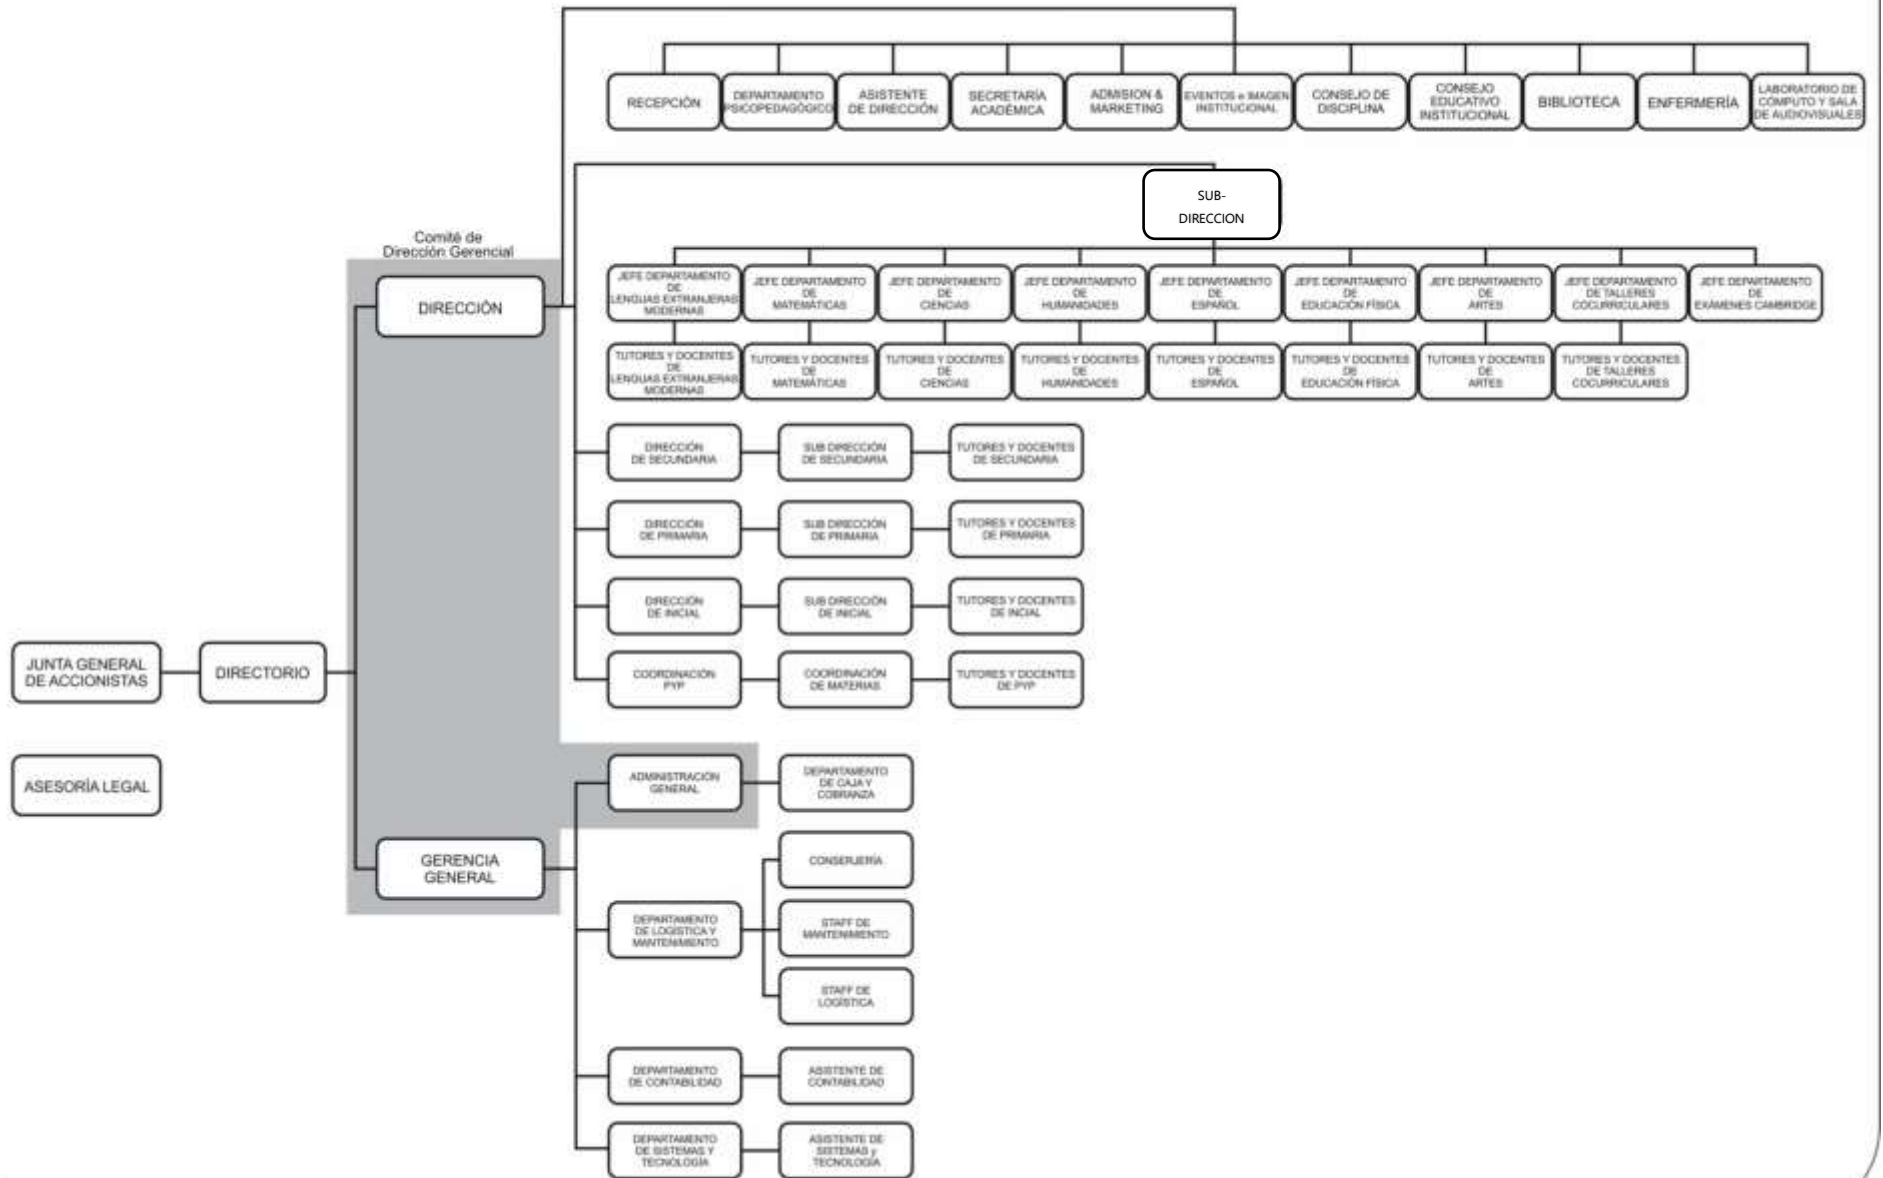 RECEPCIÓN
DEPARTAMENTO
PSICOPEDAGÓGICO
ASISTENTE
DE DIRECCIÓN
SECRETARÍA
ACADÉMICA
ADMISION &
MARKETING
EVENTOS e IMAGEN
INSTITUCIONAL
CONSEJO DE
DISCIPLINA
CONSEJO
EDUCATIVO
INSTITUCIONAL
BIBLIOTECA
ENFERMERÍA
LABORATORIO DE
CÓMPUTO Y SALA
DE AUDIOVISUALES
SUB-
DIRECCION
Comité de
Dirección Gerencial
DIRECCIÓN
JEFE DEPARTAMENTO
DE
LENGUAS EXTRANJERAS
MODERNAS
JEFE DEPARTAMENTO
DE
MATEMÁTICAS
JEFE DEPARTAMENTO
DE
CIENCIAS
JEFE DEPARTAMENTO
DE
HUMANIDADES
JEFE DEPARTAMENTO
DE
ESPAÑOL
JEFE DEPARTAMENTO
DE
EDUCACIÓN FÍSICA
JEFE DEPARTAMENTO
DE
ARTES
JEFE DEPARTAMENTO
DE TALLERES
COCURRICULARES
JEFE DEPARTAMENTO
DE
EXÁMENES CAMBRIDGE
TUTORES Y DOCENTES
DE
LENGUAS EXTRANJERAS
MODERNAS
TUTORES Y DOCENTES
DE
MATEMÁTICAS
TUTORES Y DOCENTES
DE
CIENCIAS
TUTORES Y DOCENTES
DE
HUMANIDADES
TUTORES Y DOCENTES
DE
ESPAÑOL
TUTORES Y DOCENTES
DE
EDUCACIÓN FÍSICA
TUTORES Y DOCENTES
DE
ARTES
TUTORES Y DOCENTES
DE TALLERES
COCURRICULARES
DIRECCIÓN
DE SECUNDARIA
SUB DIRECCIÓN
DE SECUNDARIA
TUTORES Y DOCENTES
DE SECUNDARIA
DIRECCIÓN
DE PRIMARIA
SUB DIRECCIÓN
DE PRIMARIA
TUTORES Y DOCENTES
DE PRIMARIA
DIRECCIÓN
DE INICIAL
SUB DIRECCIÓN
DE INICIAL
TUTORES Y DOCENTES
DE INCIAL
JUNTA GENERAL
DE ACCIONISTAS
DIRECTORIO
COORDINACIÓN
PYP
COORDINACIÓN
DE MATERIAS
TUTORES Y DOCENTES
DE PYP
ASESORÍA LEGAL
ADMINISTRACIÓN
GENERAL
DEPARTAMENTO
DE CAJA Y
COBRANZA
GERENCIA
GENERAL
CONSERJERÍA
DEPARTAMENTO
DE LOGÍSTICA Y
MANTENIMIENTO
STAFF DE
MANTENIMIENTO
STAFF DE
LOGÍSTICA
DEPARTAMENTO
DE CONTABILIDAD
ASISTENTE DE
CONTABILIDAD
DEPARTAMENTO
DE SISTEMAS Y
TECNOLOGÍA
ASISTENTE DE
SISTEMAS y
TECNOLOGÍA